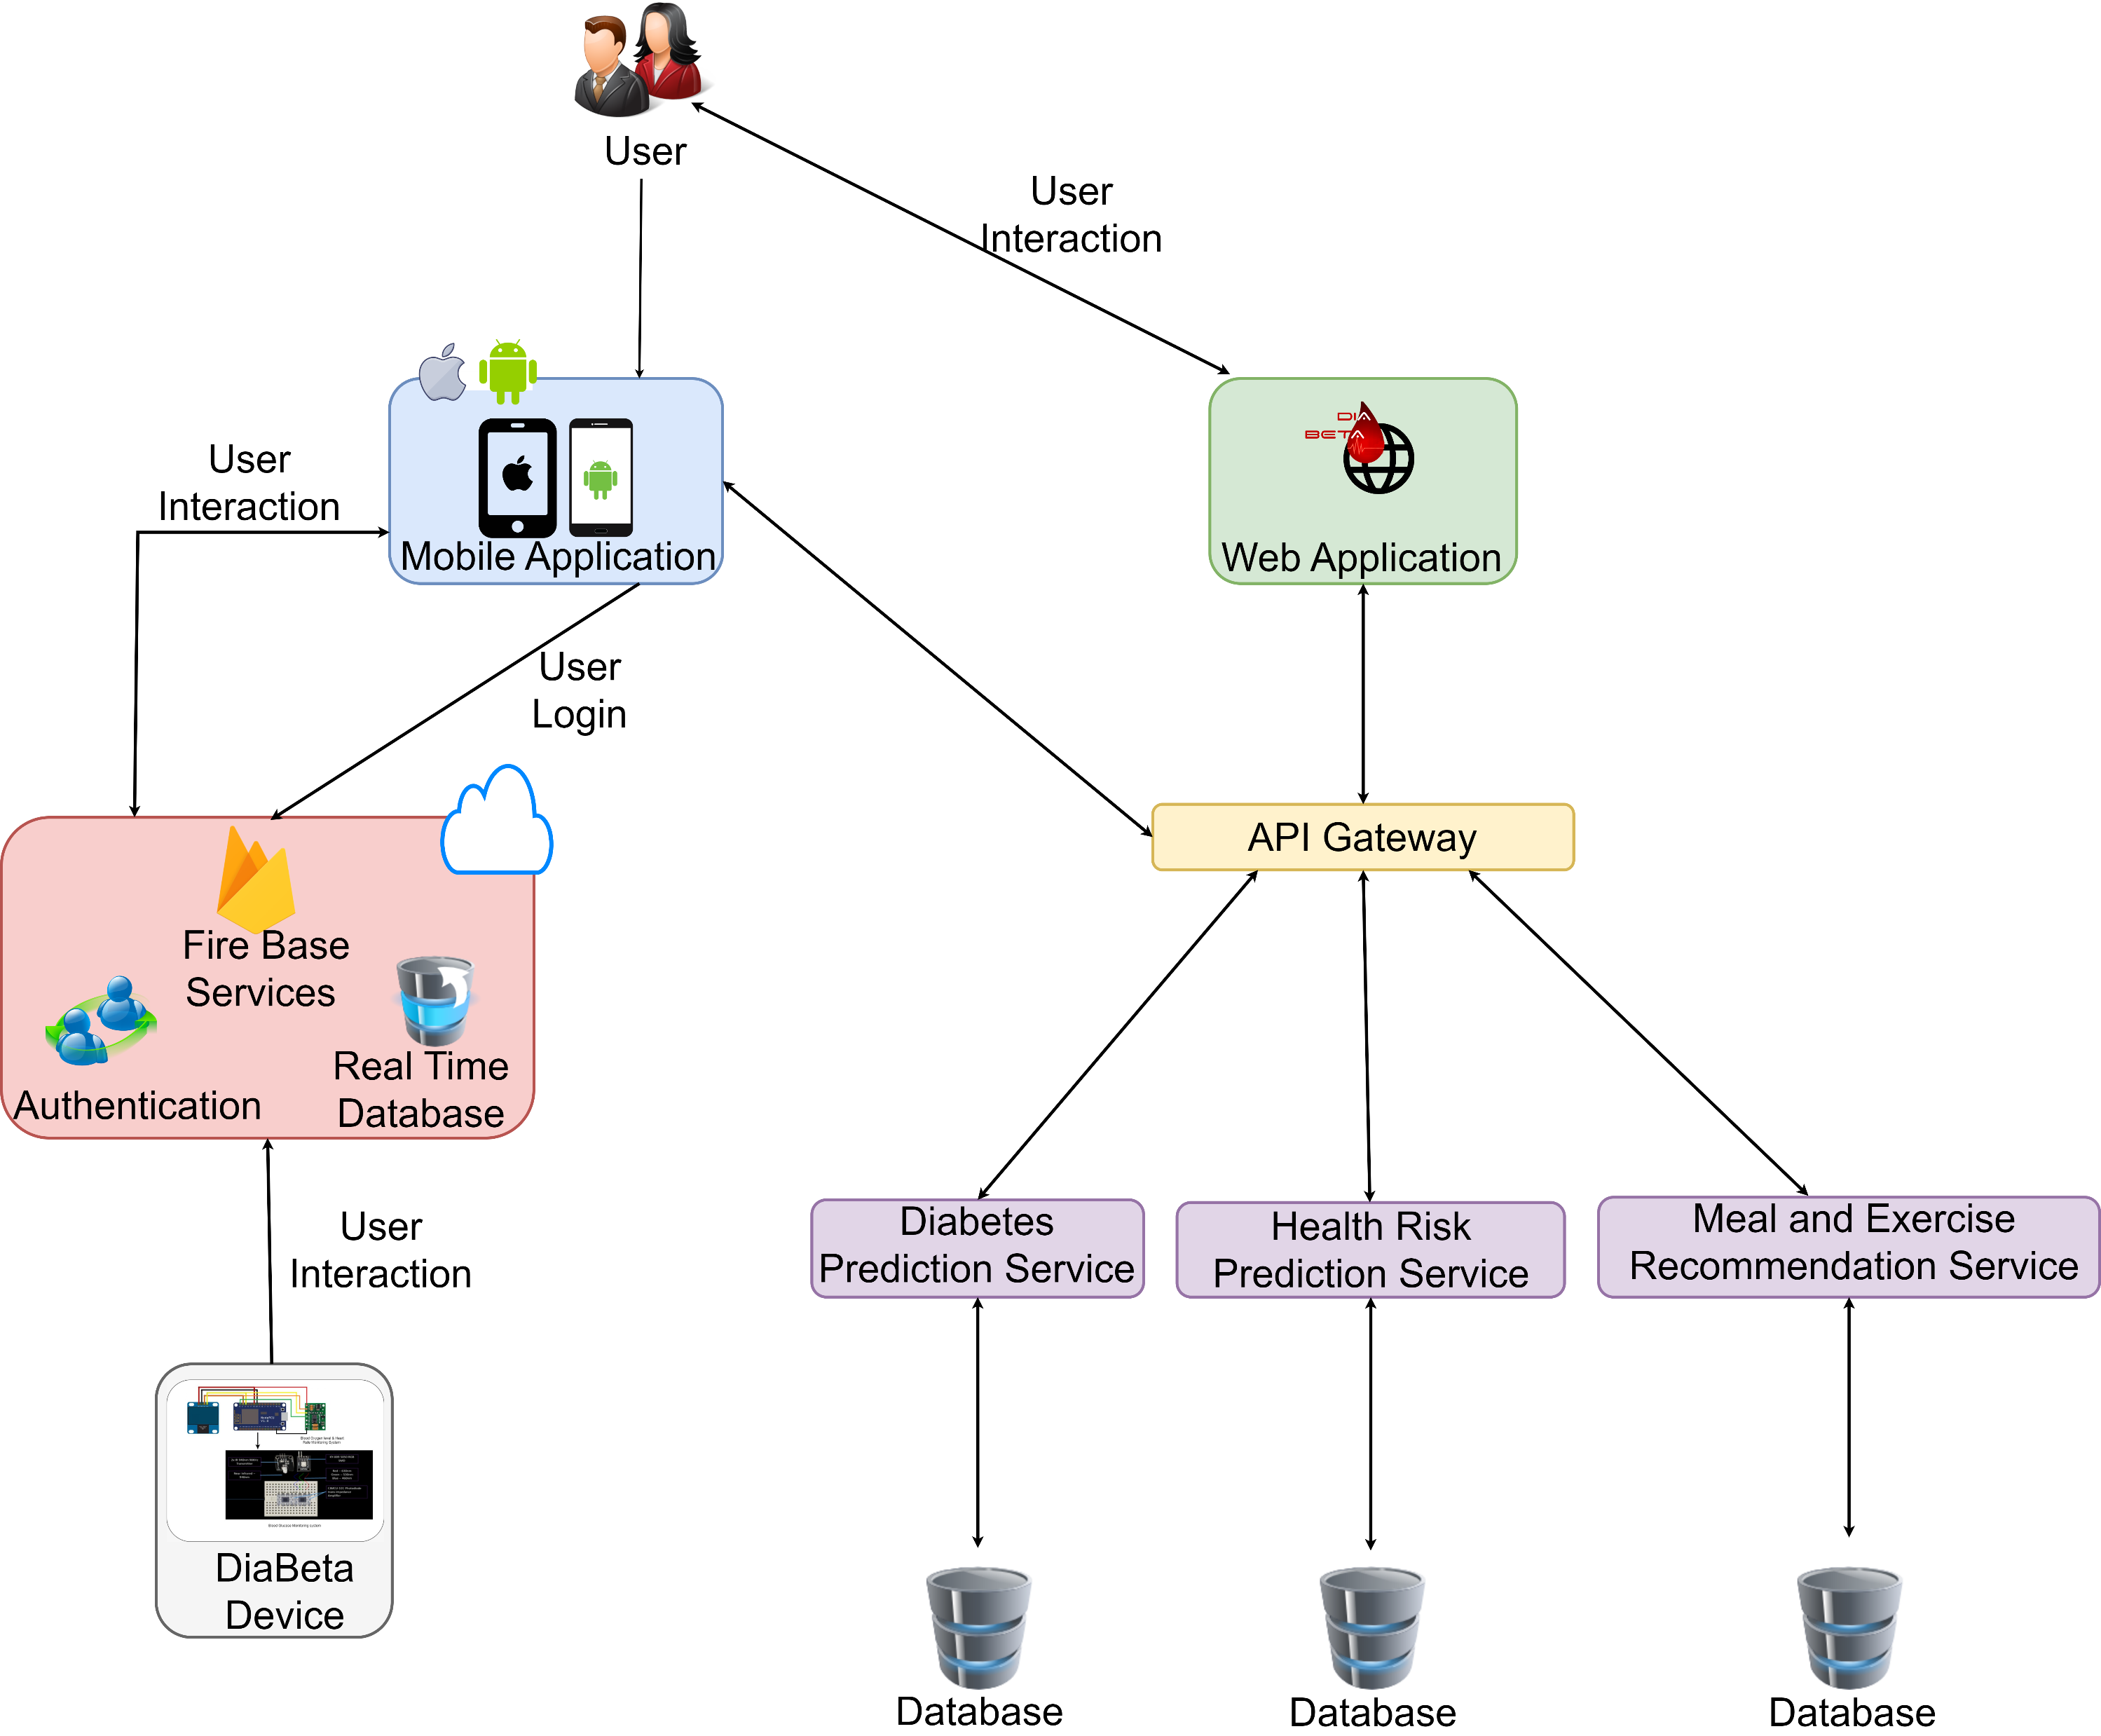 User
User
Interaction
DIA
BETA
User
Interaction
Mobile Application
Web Application
User
Login
API Gateway
Fire Base
Services
Real Time
Database
Authentication
User
Interaction
Diabetes
Prediction Service
Health Risk
Prediction Service
Meal and Exercise
Recommendation Service
DiaBeta
Device
Database
Database
Database